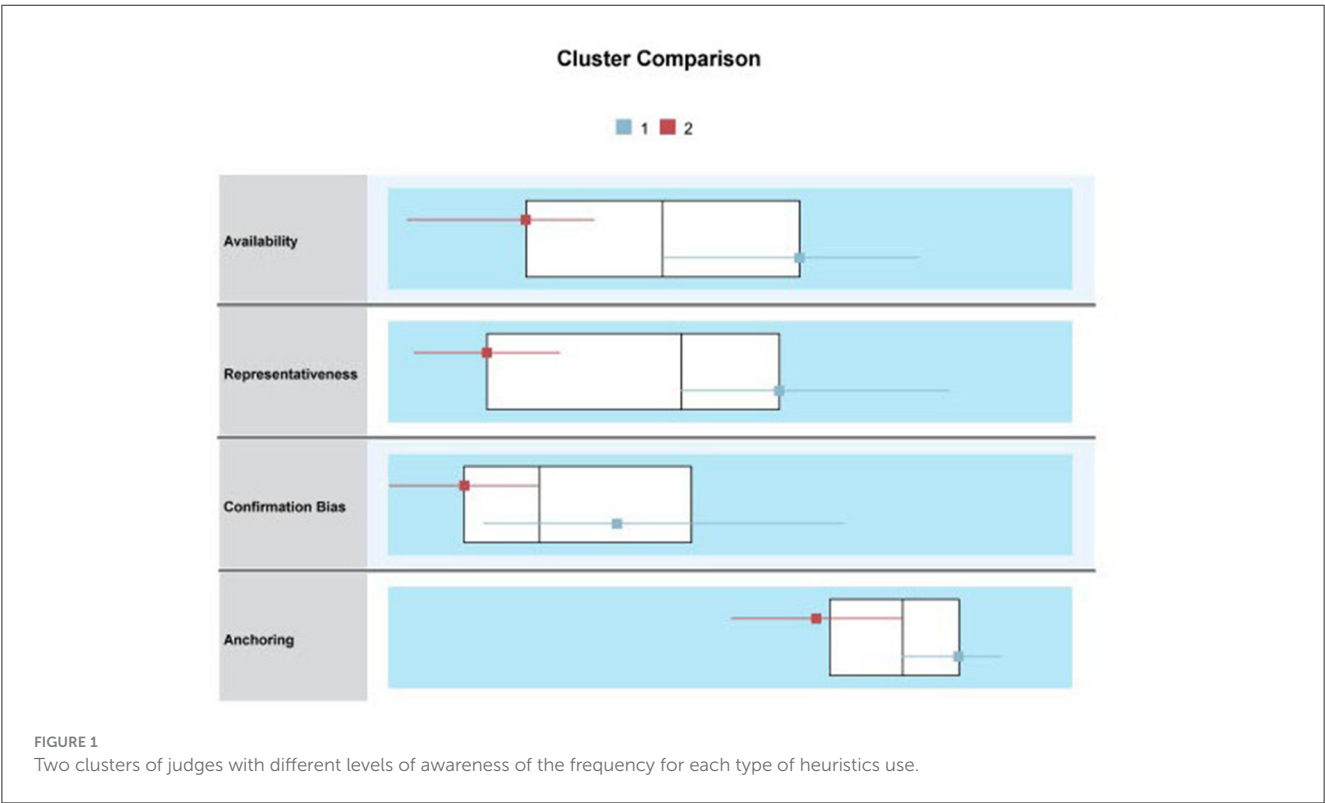 Cluster Comparison
1 2
Availability
Representativeness
Confirmation Bias
Anchoring
FIGURE 1
Two clusters of judges with different levels of awareness of the frequency for each type of heuristics use.